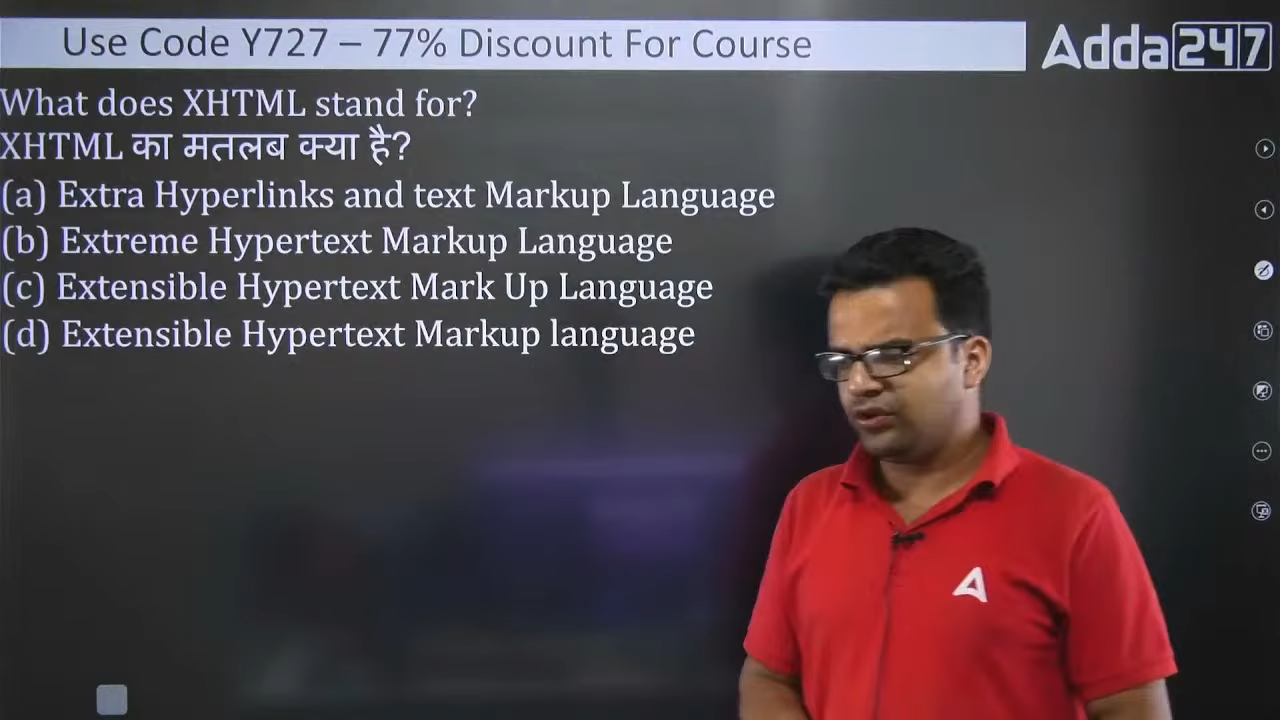 Use Code Y727 – 77% Discount For Course
Adda247
What does XHTML stand for?
XHTML का मतलब क्या है?
(a) Extra Hyperlinks and text Markup Language
(b) Extreme Hypertext Markup Language
(c) Extensible Hypertext Mark Up Language
(d) Extensible Hypertext Markup language